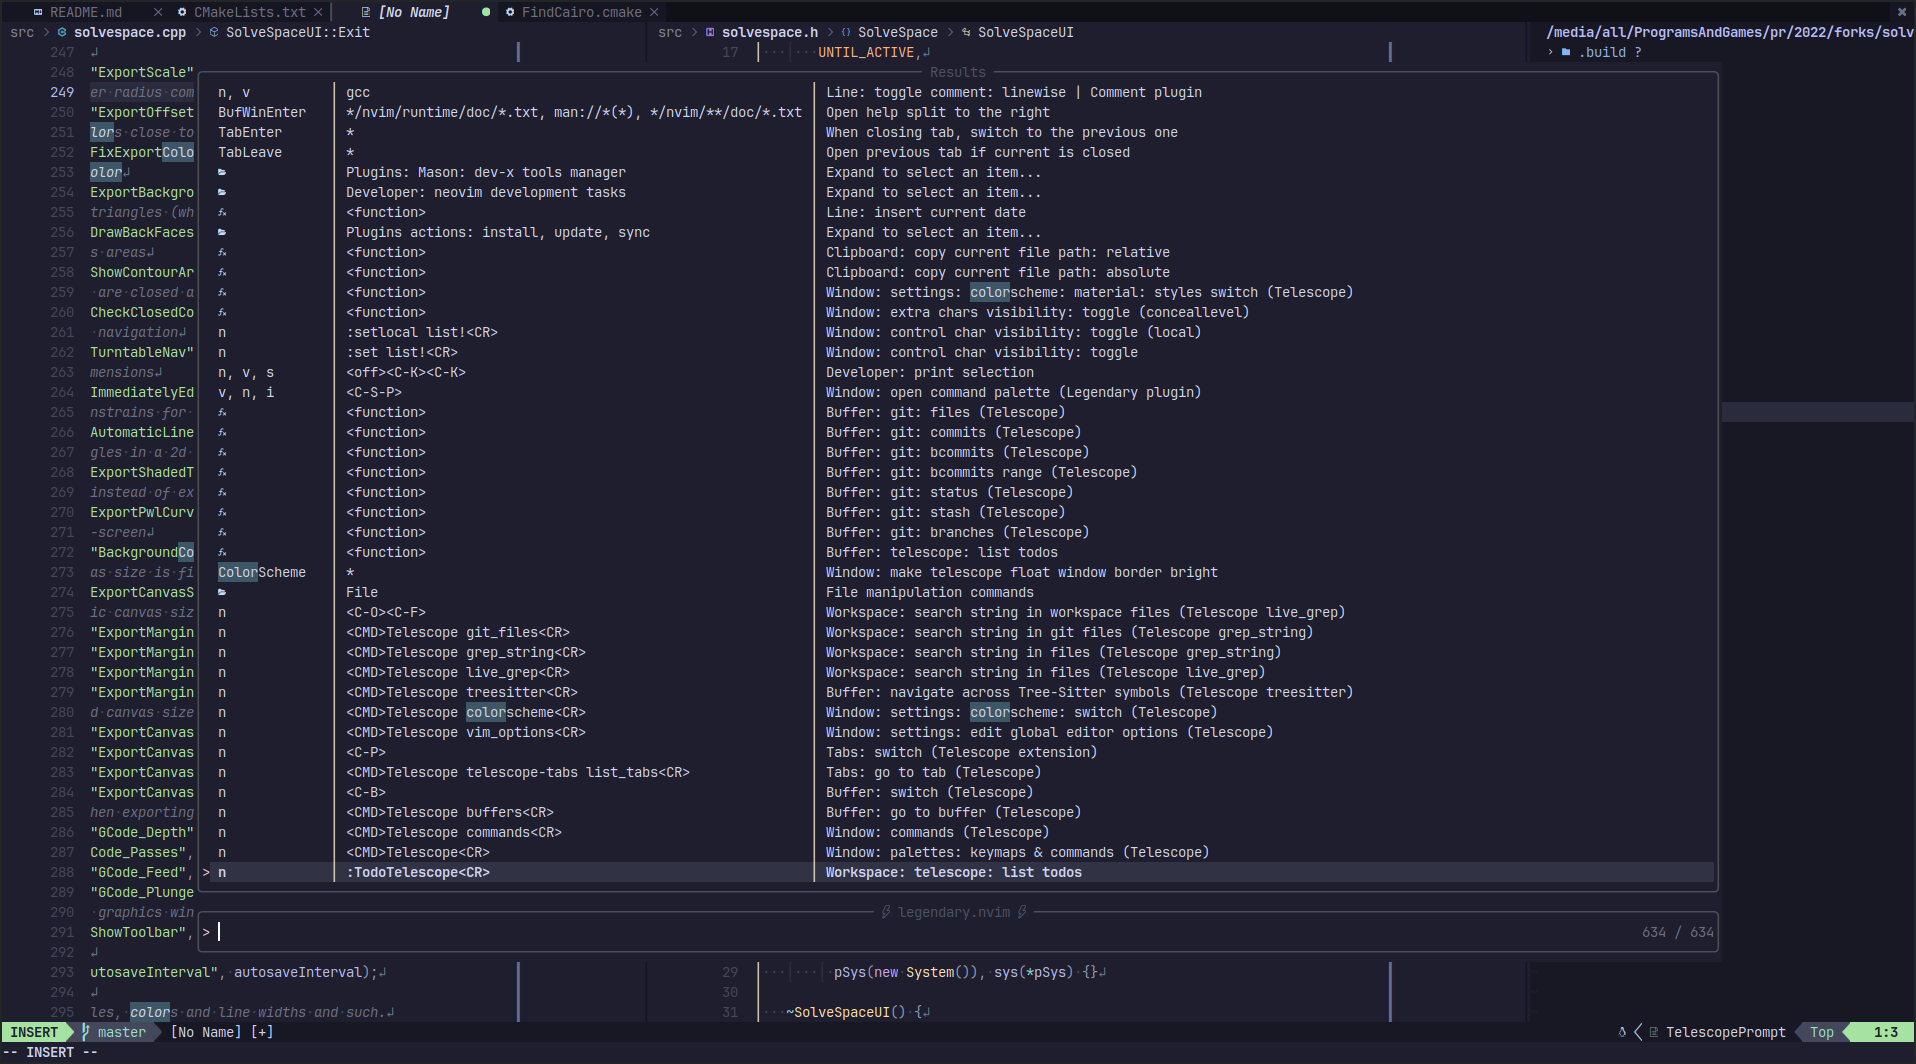 README.md × CMakeLists.txt × [No Name] ● FindCairo.cmake ×
src > solvespace.cpp > SolveSpaceUI::Exit
src > solvespace.h > {} SolveSpace > SolveSpaceUI
/media/all/ProgramsAndGames/pr/2022/forks/solv
247 ↲
17 ··· ···UNTIL_ACTIVE,↲
› .build ?
248 "ExportScale"
Results
249 er·radius·com
n, v gcc Line: toggle comment: linewise | Comment plugin
250 "ExportOffset
BufWinEnter */nvim/runtime/doc/*.txt, man://*(*), */nvim/**/doc/*.txt Open help split to the right
251 lors·close·to
TabEnter * When closing tab, switch to the previous one
252 FixExportColo
TabLeave * Open previous tab if current is closed
253 olor↲
Plugins: Mason: dev-x tools manager Expand to select an item...
254 ExportBackgro
Developer: neovim development tasks Expand to select an item...
255 triangles·(wh
<function> Line: insert current date
256 DrawBackFaces
Plugins actions: install, update, sync Expand to select an item...
257 s·areas↲
<function> Clipboard: copy current file path: relative
258 ShowContourAr
<function> Clipboard: copy current file path: absolute
259 ·are·closed·a
<function> Window: settings: colorscheme: material: styles switch (Telescope)
260 CheckClosedCo
<function> Window: extra chars visibility: toggle (conceallevel)
261 ·navigation↲
n :setlocal list!<CR> Window: control char visibility: toggle (local)
262 TurntableNav"
n :set list!<CR> Window: control char visibility: toggle
263 mensions↲
n, v, s <off><C-K><C-K> Developer: print selection
264 ImmediatelyEd
v, n, i <C-S-P> Window: open command palette (Legendary plugin)
265 nstrains·for·
<function> Buffer: git: files (Telescope)
266 AutomaticLine
<function> Buffer: git: commits (Telescope)
267 gles·in·a·2d·
<function> Buffer: git: bcommits (Telescope)
268 ExportShadedT
<function> Buffer: git: bcommits range (Telescope)
269 instead·of·ex
<function> Buffer: git: status (Telescope)
270 ExportPwlCurv
<function> Buffer: git: stash (Telescope)
271 -screen↲
<function> Buffer: git: branches (Telescope)
272 "BackgroundCo
<function> Buffer: telescope: list todos
273 as·size·is·fi
ColorScheme * Window: make telescope float window border bright
274 ExportCanvasS
File File manipulation commands
275 ic·canvas·siz
n <C-O><C-F> Workspace: search string in workspace files (Telescope live_grep)
276 "ExportMargin
n <CMD>Telescope git_files<CR> Workspace: search string in git files (Telescope grep_string)
277 "ExportMargin
n <CMD>Telescope grep_string<CR> Workspace: search string in files (Telescope grep_string)
278 "ExportMargin
n <CMD>Telescope live_grep<CR> Workspace: search string in files (Telescope live_grep)
279 "ExportMargin
n <CMD>Telescope treesitter<CR> Buffer: navigate across Tree-Sitter symbols (Telescope treesitter)
280 d·canvas·size
n <CMD>Telescope colorscheme<CR> Window: settings: colorscheme: switch (Telescope)
281 "ExportCanvas
n <CMD>Telescope vim_options<CR> Window: settings: edit global editor options (Telescope)
282 "ExportCanvas
n <C-P> Tabs: switch (Telescope extension)
283 "ExportCanvas
n <CMD>Telescope telescope-tabs list_tabs<CR> Tabs: go to tab (Telescope)
284 "ExportCanvas
n <C-B> Buffer: switch (Telescope)
285 hen·exporting
n <CMD>Telescope buffers<CR> Buffer: go to buffer (Telescope)
286 "GCode_Depth"
n <CMD>Telescope commands<CR> Window: commands (Telescope)
287 Code_Passes",
n <CMD>Telescope<CR> Window: palettes: keymaps & commands (Telescope)
288 "GCode_Feed",
> n :TodoTelescope<CR> Workspace: telescope: list todos
289 "GCode_Plunge
290 ·graphics·win
legendary.nvim
291 ShowToolbar",
> 634 / 634
292 ↲
293 utosaveInterval",·autosaveInterval);↲
29 ··· ··· pSys(new·System()),·sys(*pSys)·{}↲
294 ↲
30
295 les,·colors·and·line·widths·and·such.↲
31 ···~SolveSpaceUI()·{↲
INSERT master [No Name] [+] TelescopePrompt Top 1:3
-- INSERT --